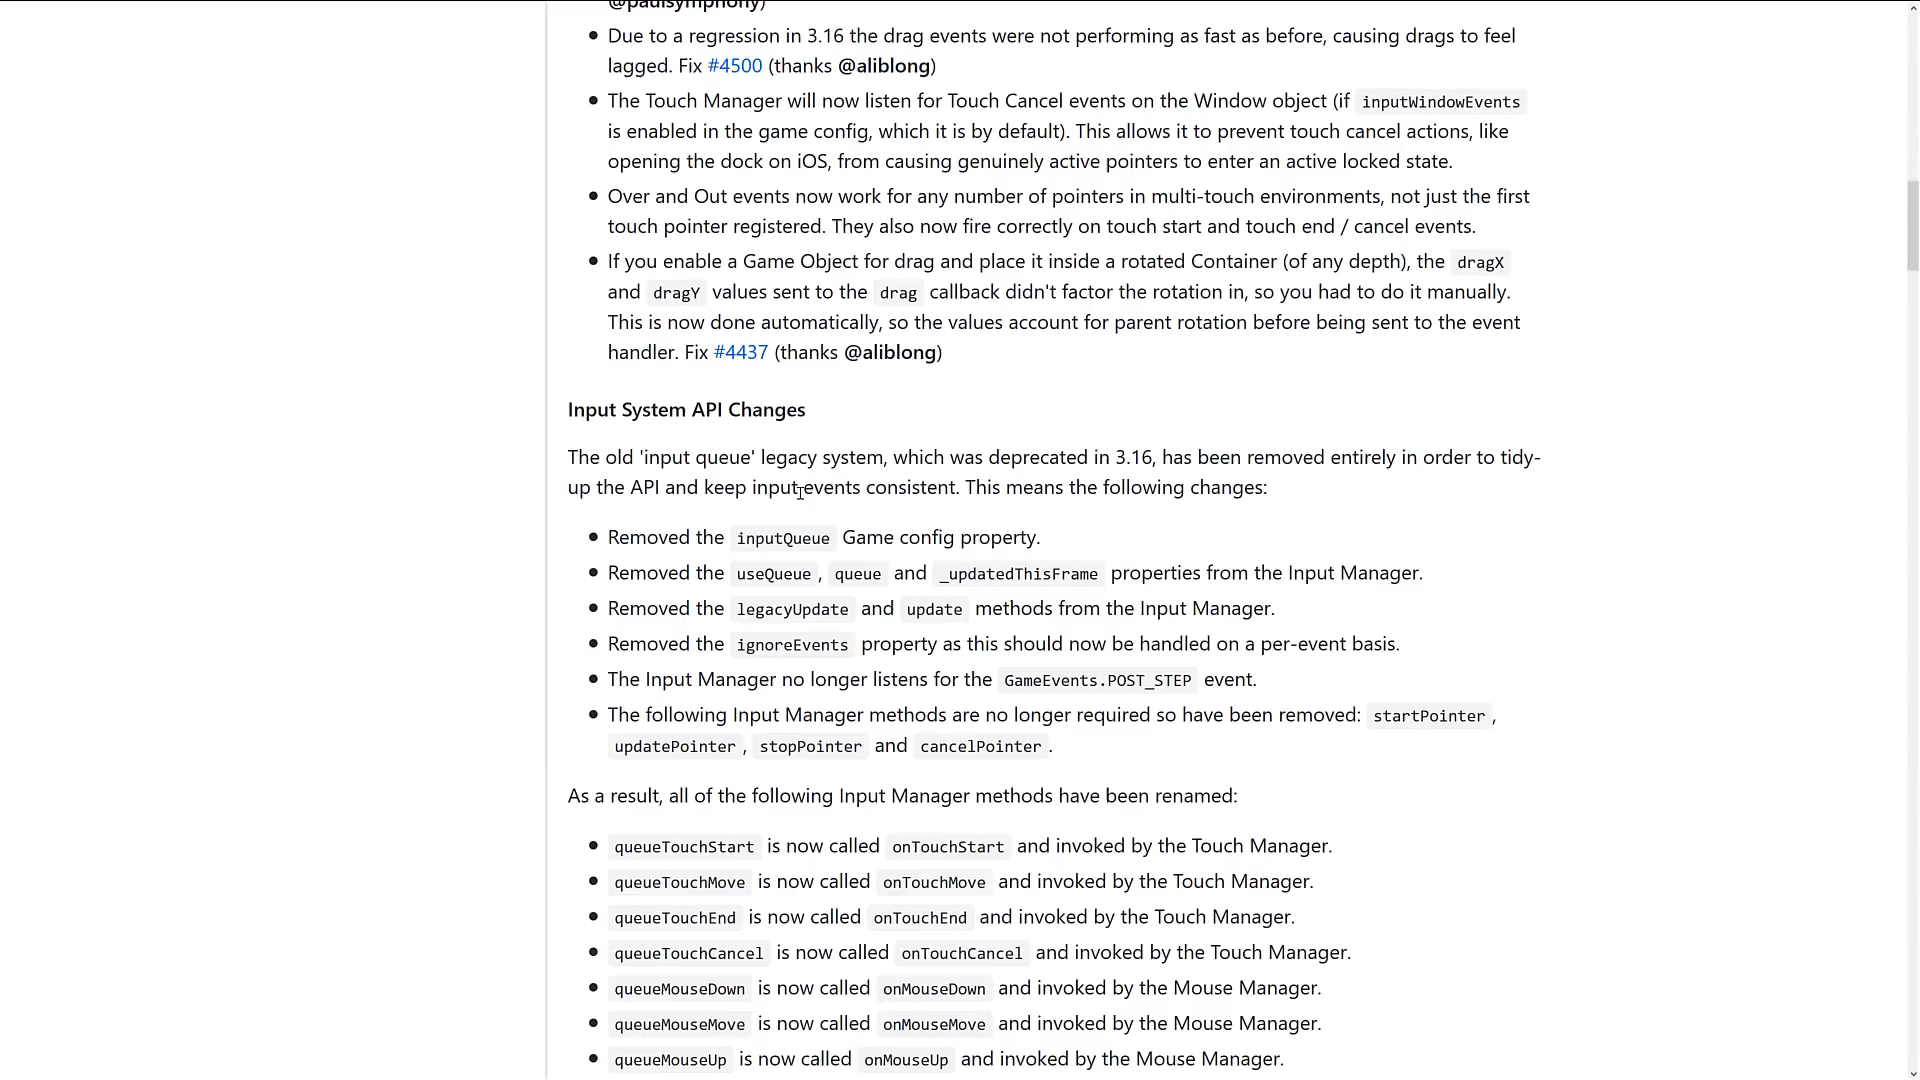 @paulsymphony)
● Due to a regression in 3.16 the drag events were not performing as fast as before, causing drags to feel
lagged. Fix #4500 (thanks @aliblong)
● The Touch Manager will now listen for Touch Cancel events on the Window object (if inputWindowEvents
is enabled in the game config, which it is by default). This allows it to prevent touch cancel actions, like
opening the dock on iOS, from causing genuinely active pointers to enter an active locked state.
● Over and Out events now work for any number of pointers in multi-touch environments, not just the first
touch pointer registered. They also now fire correctly on touch start and touch end / cancel events.
● If you enable a Game Object for drag and place it inside a rotated Container (of any depth), the dragX
and dragY values sent to the drag callback didn't factor the rotation in, so you had to do it manually.
This is now done automatically, so the values account for parent rotation before being sent to the event
handler. Fix #4437 (thanks @aliblong)
Input System API Changes
The old 'input queue' legacy system, which was deprecated in 3.16, has been removed entirely in order to tidy-
up the API and keep input events consistent. This means the following changes:
● Removed the inputQueue Game config property.
● Removed the useQueue , queue and _updatedThisFrame properties from the Input Manager.
● Removed the legacyUpdate and update methods from the Input Manager.
● Removed the ignoreEvents property as this should now be handled on a per-event basis.
● The Input Manager no longer listens for the GameEvents.POST_STEP event.
● The following Input Manager methods are no longer required so have been removed: startPointer ,
updatePointer , stopPointer and cancelPointer .
As a result, all of the following Input Manager methods have been renamed:
● queueTouchStart is now called onTouchStart and invoked by the Touch Manager.
● queueTouchMove is now called onTouchMove and invoked by the Touch Manager.
● queueTouchEnd is now called onTouchEnd and invoked by the Touch Manager.
● queueTouchCancel is now called onTouchCancel and invoked by the Touch Manager.
● queueMouseDown is now called onMouseDown and invoked by the Mouse Manager.
● queueMouseMove is now called onMouseMove and invoked by the Mouse Manager.
● queueMouseUp is now called onMouseUp and invoked by the Mouse Manager.